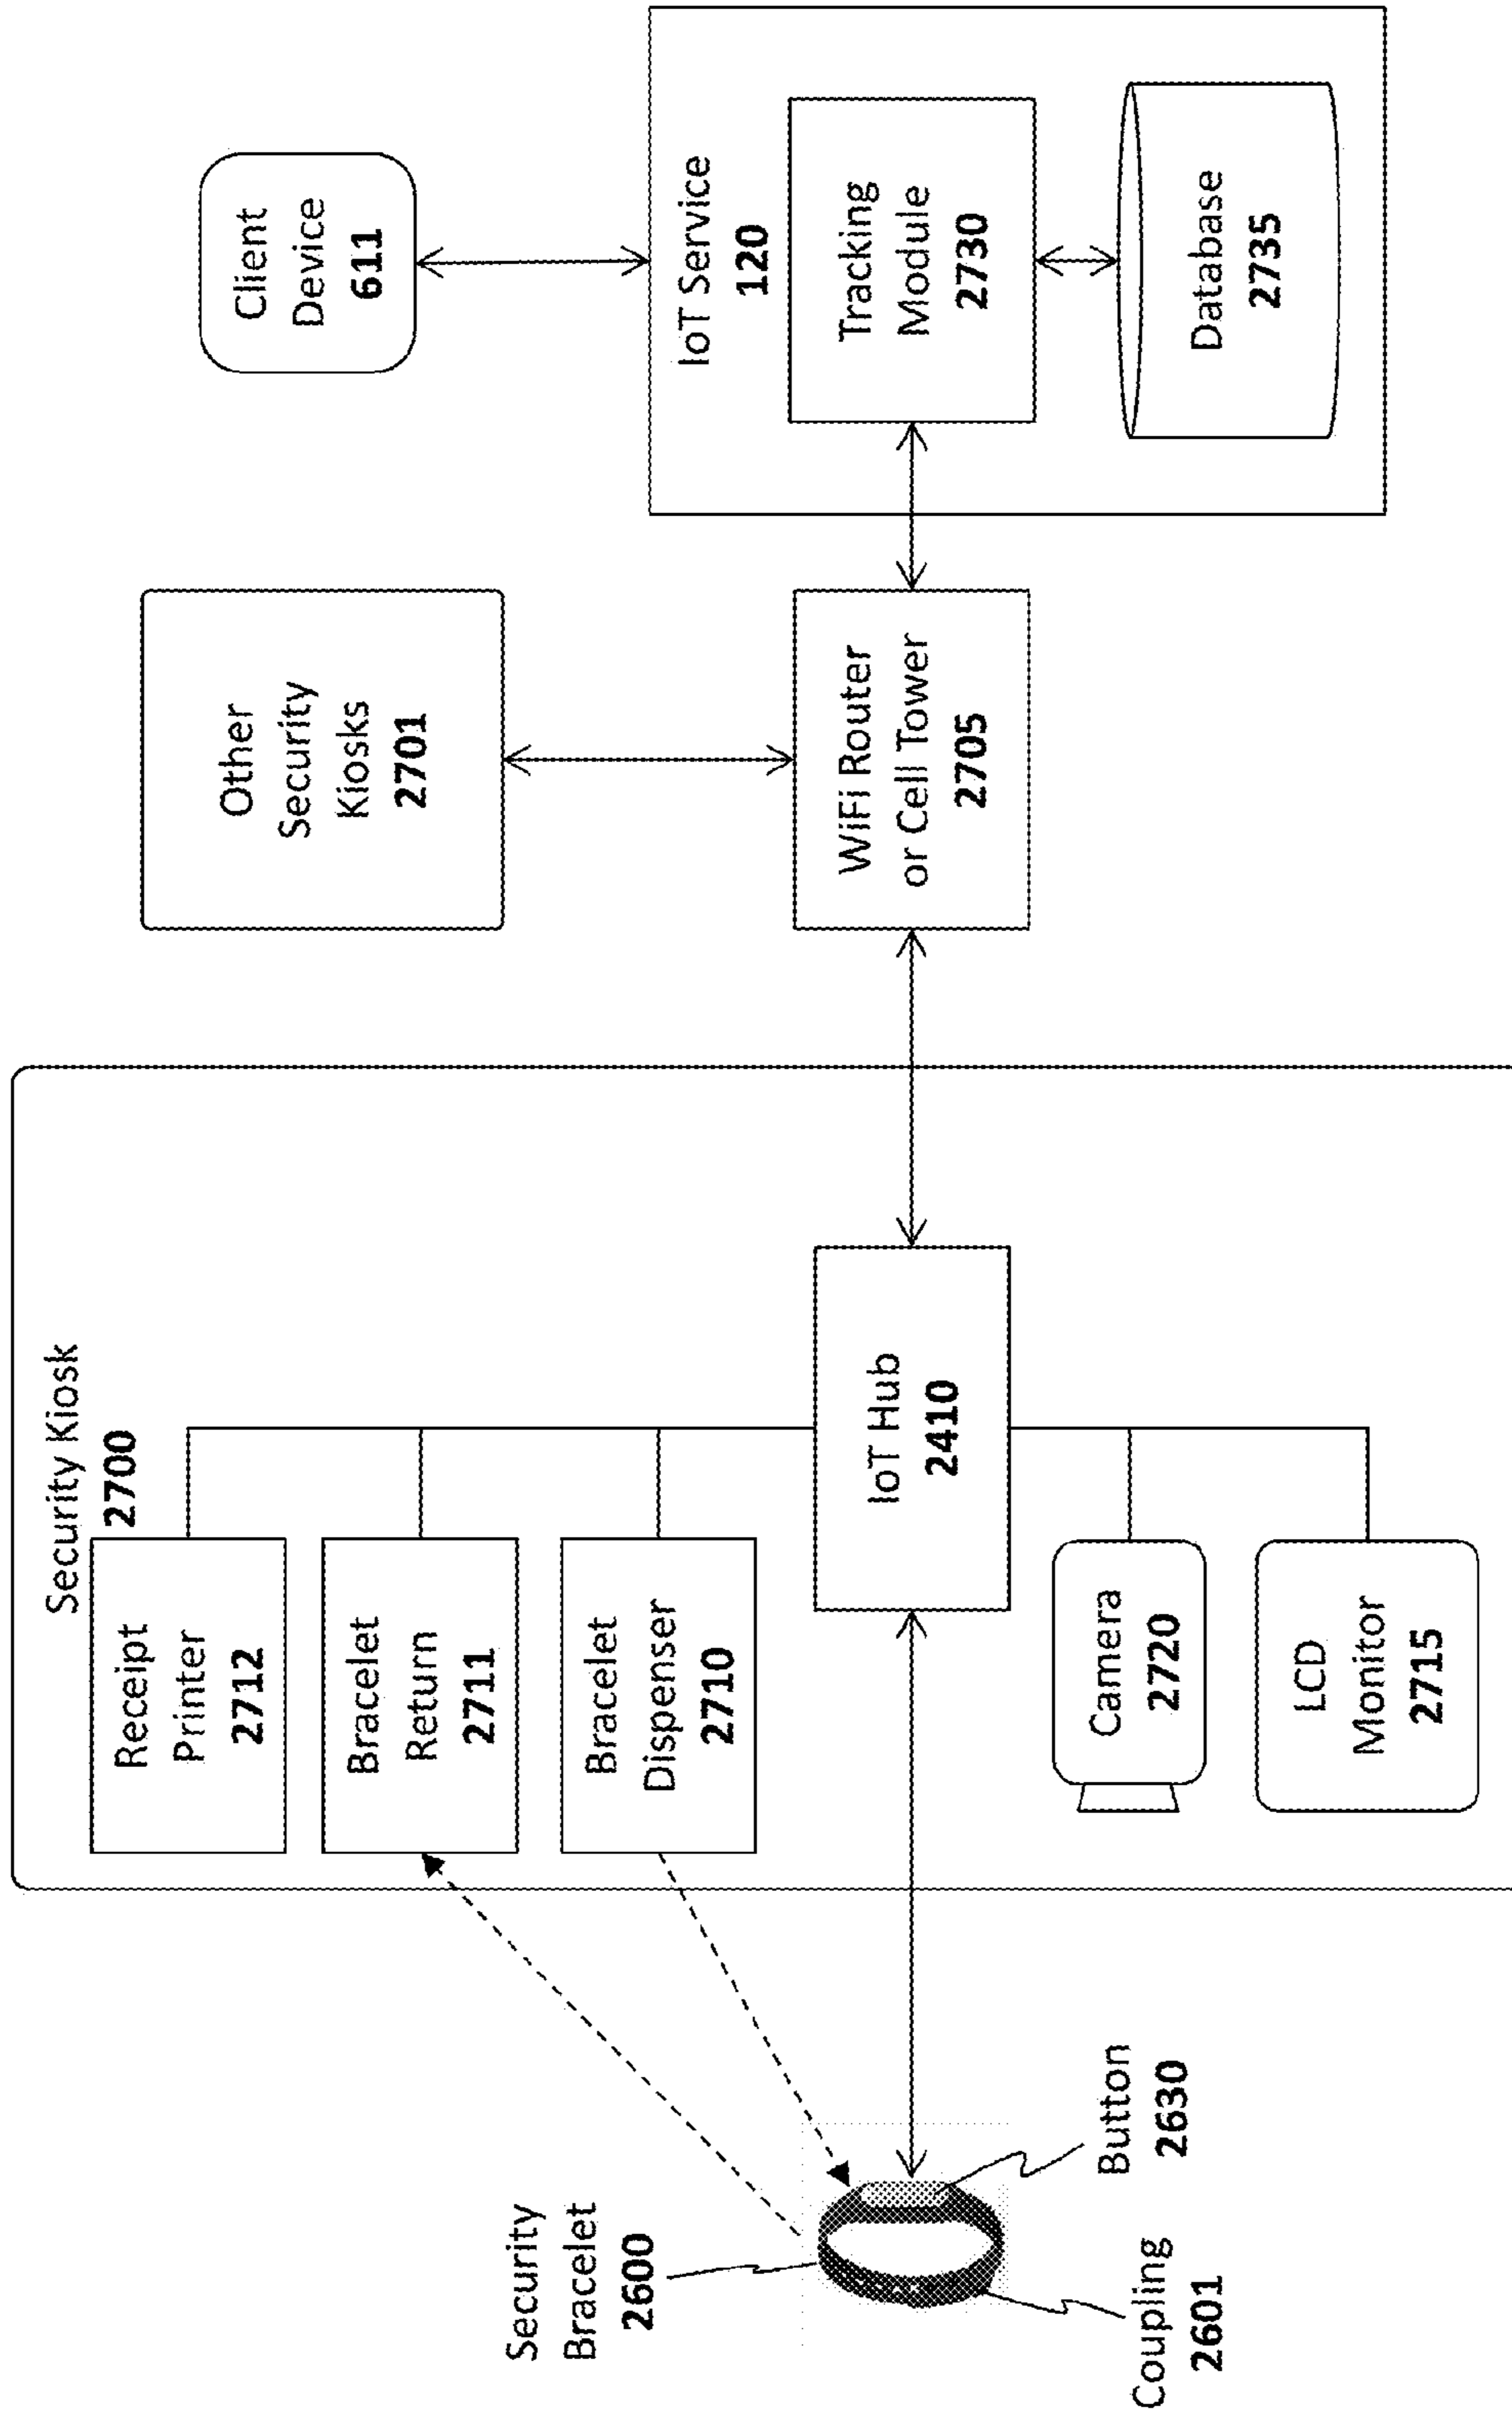 Security Kiosk
2700
Receipt
Printer
2712
Bracelet
Return
2711
Bracelet
Dispenser
2710
IoT Hub
2410
Camera
2720
LCD
Monitor
2715
Security
Bracelet
2600
Button
2630
Coupling
2601
Other
Security
Kiosks
2701
WiFi Router
or Cell Tower
2705
Client
Device
611
IoT Service
120
Tracking
Module
2730
Database
2735